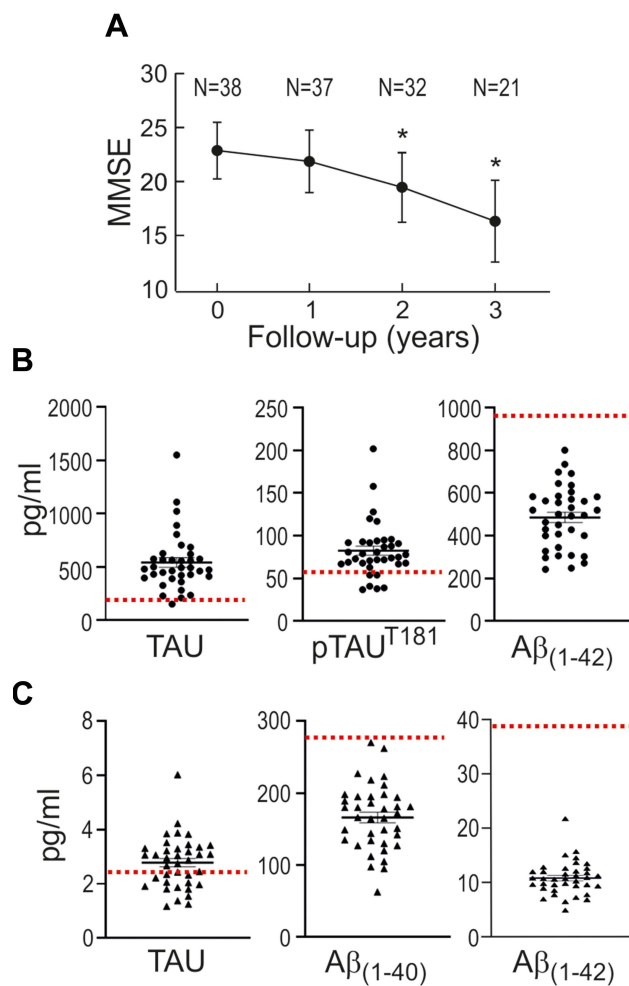 A
30
25
20
15
10
MMSE
N=38 N=37 N=32 N=21
*
*
0 1 2 3
Follow-up (years)
B
pg/ml
2000
1500
1000
500
0
TAU
250
200
150
100
50
0
pTAU^T181
1000
800
600
400
200
0
Aβ(1-42)
C
pg/ml
8
6
4
2
0
TAU
300
200
100
0
Aβ(1-40)
40
30
20
10
0
Aβ(1-42)